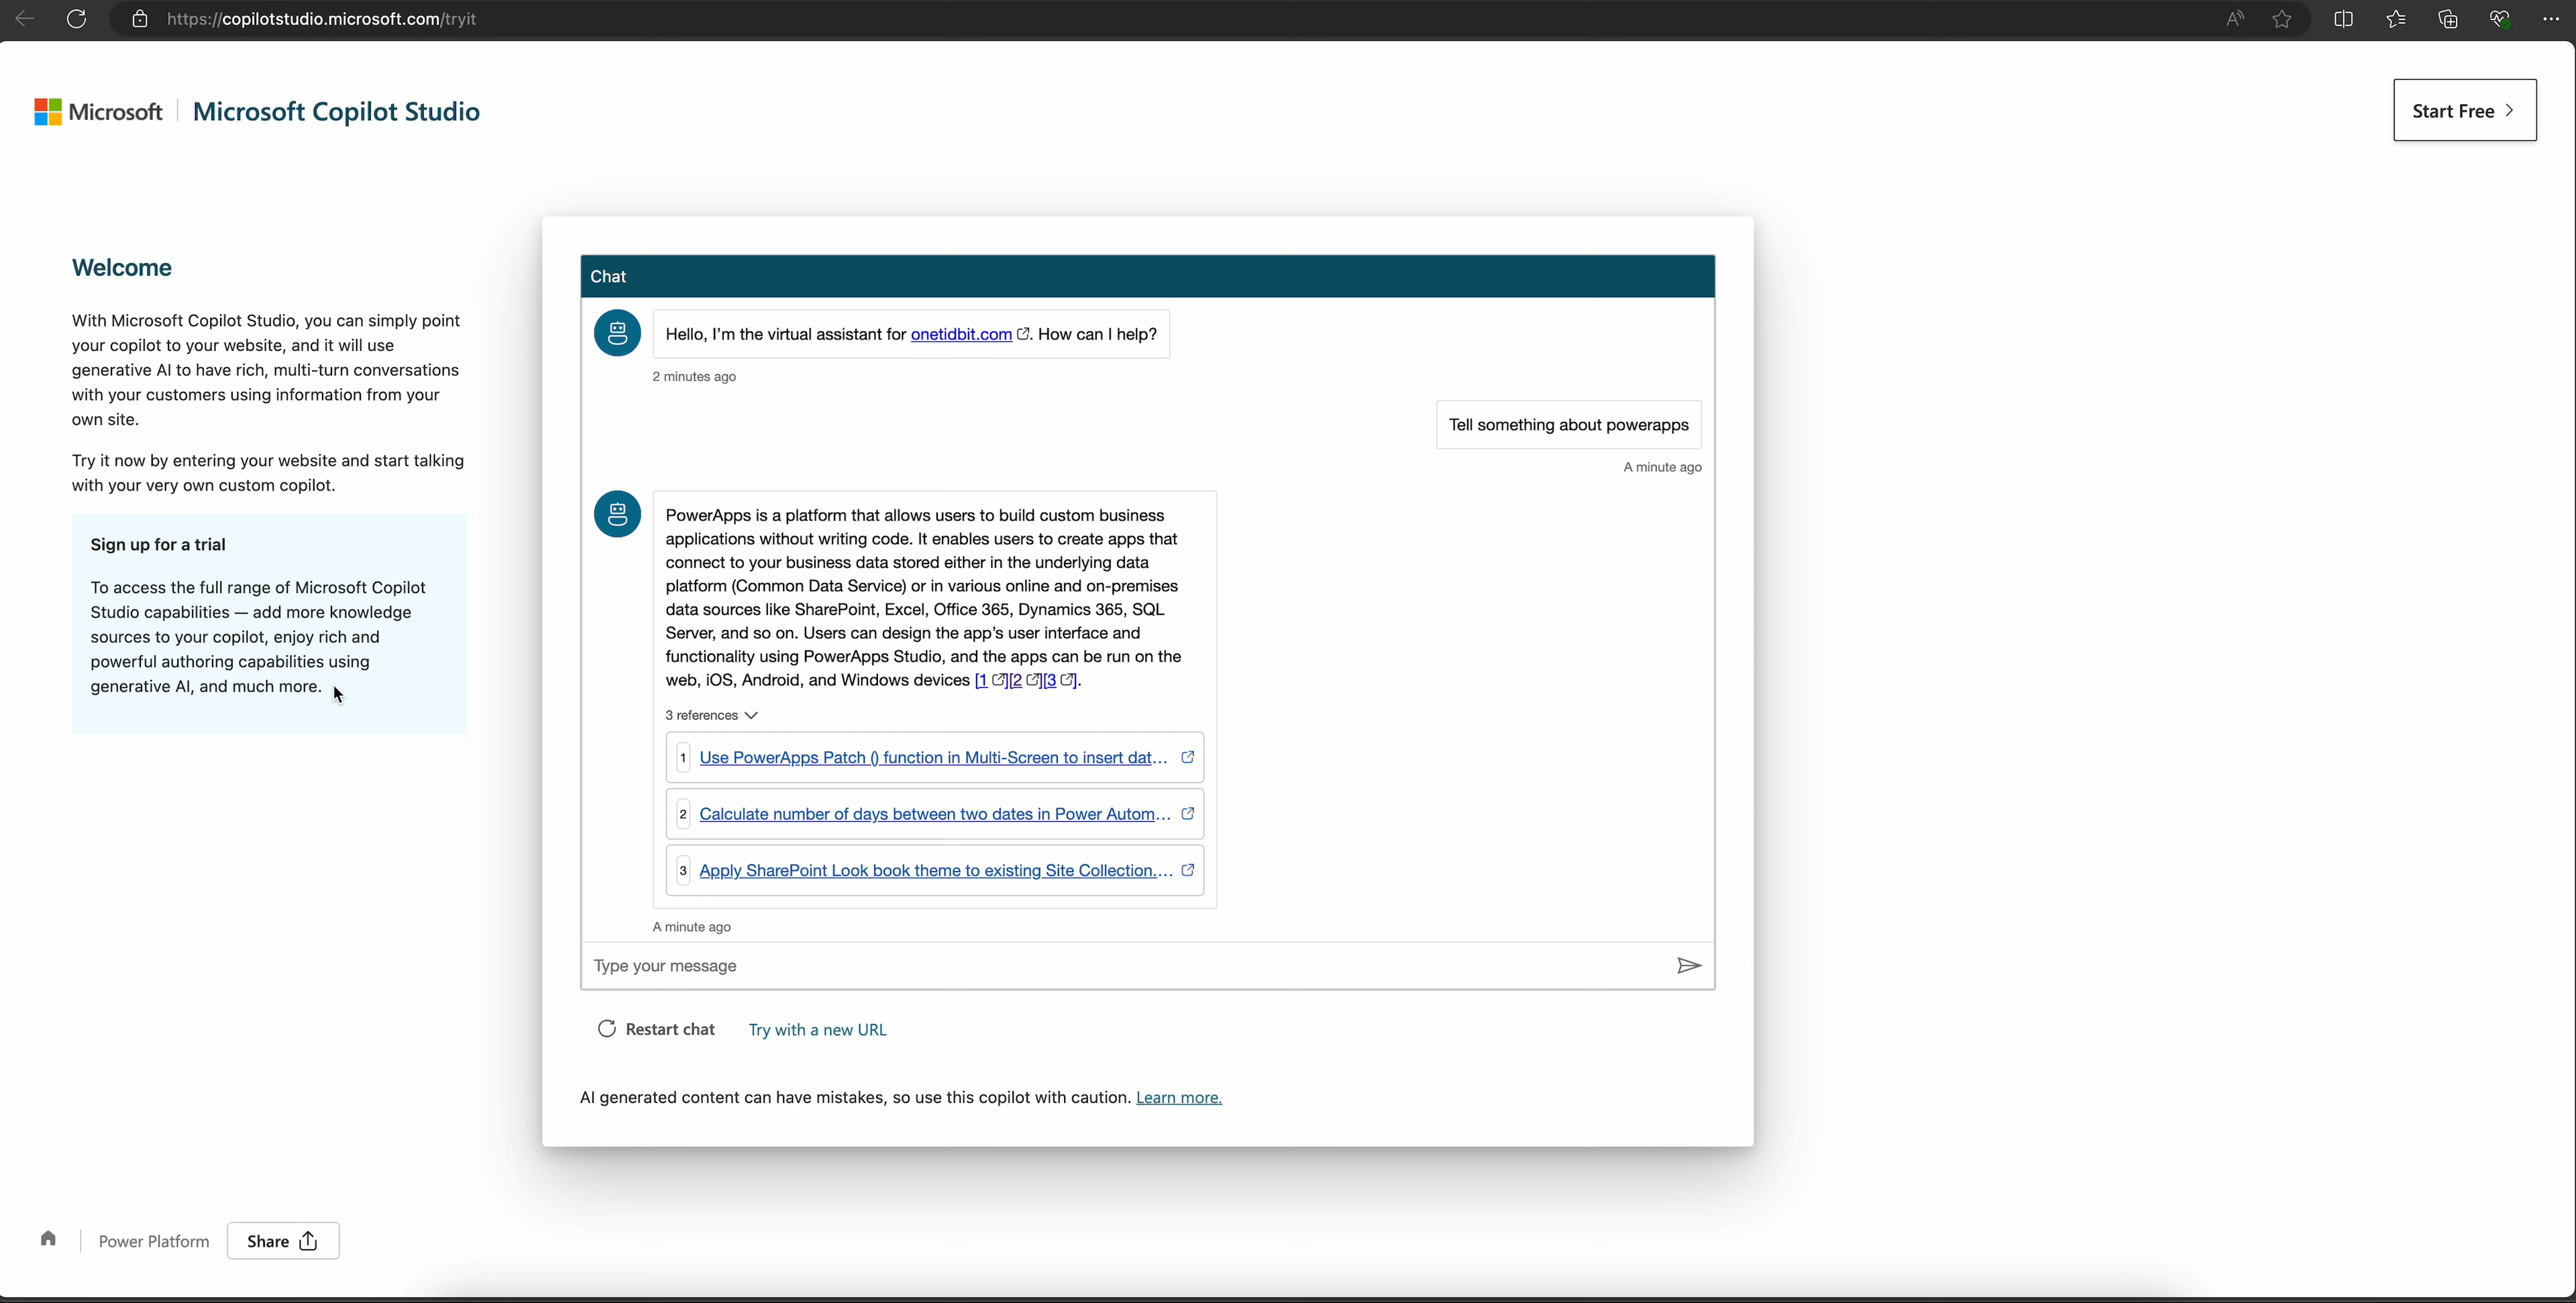 https://copilotstudio.microsoft.com/tryit
Microsoft
Microsoft Copilot Studio
Start Free
Welcome
With Microsoft Copilot Studio, you can simply point
your copilot to your website, and it will use
generative AI to have rich, multi-turn conversations
with your customers using information from your
own site.
Try it now by entering your website and start talking
with your very own custom copilot.
Sign up for a trial
To access the full range of Microsoft Copilot
Studio capabilities — add more knowledge
sources to your copilot, enjoy rich and
powerful authoring capabilities using
generative AI, and much more.
Chat
Hello, I'm the virtual assistant for onetidbit.com. How can I help?
2 minutes ago
Tell something about powerapps
A minute ago
PowerApps is a platform that allows users to build custom business
applications without writing code. It enables users to create apps that
connect to your business data stored either in the underlying data
platform (Common Data Service) or in various online and on-premises
data sources like SharePoint, Excel, Office 365, Dynamics 365, SQL
Server, and so on. Users can design the app's user interface and
functionality using PowerApps Studio, and the apps can be run on the
web, iOS, Android, and Windows devices [1][2][3].
3 references
1 Use PowerApps Patch () function in Multi-Screen to insert dat...
2 Calculate number of days between two dates in Power Autom...
3 Apply SharePoint Look book theme to existing Site Collection....
A minute ago
Type your message
Restart chat
Try with a new URL
AI generated content can have mistakes, so use this copilot with caution. Learn more.
Power Platform
Share